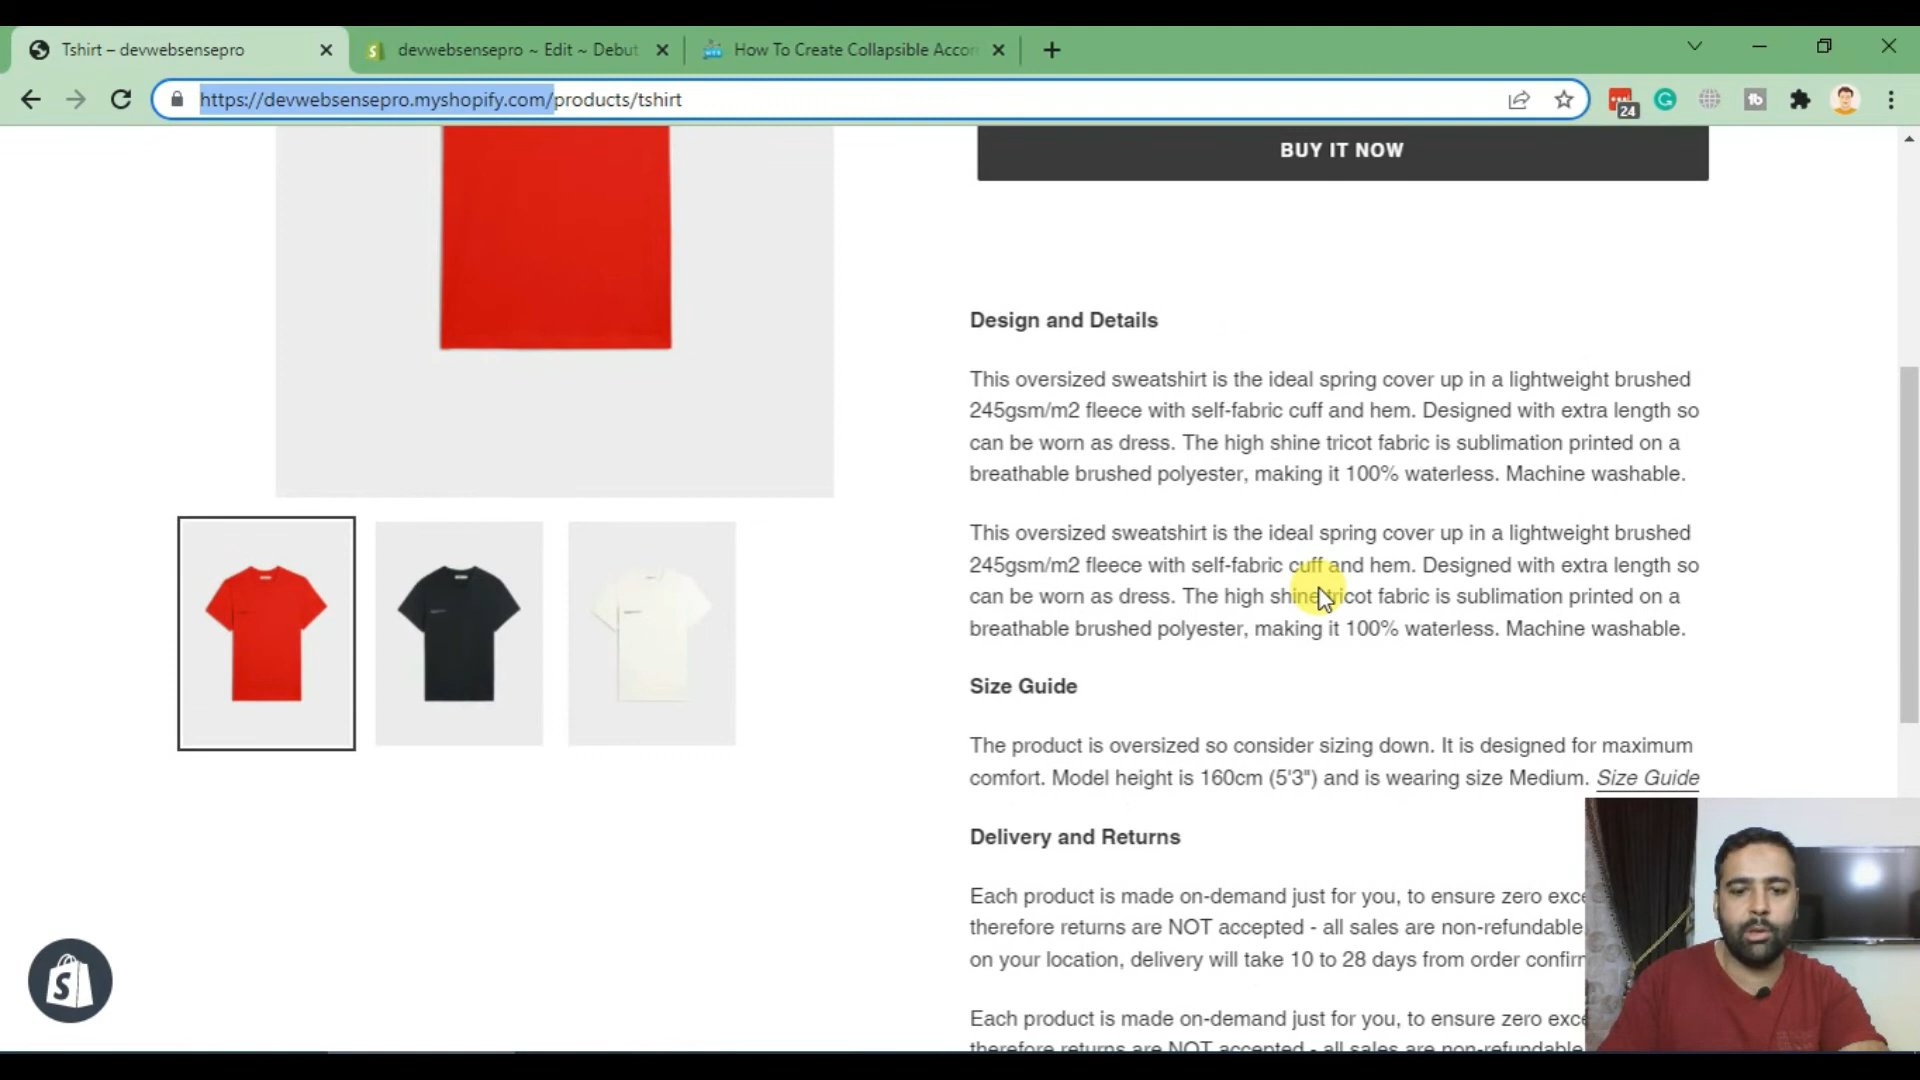 Tshirt – devwebsensepro
devwebsensepro ~ Edit ~ Debut
How To Create Collapsible Accor
https://devwebsensepro.myshopify.com/products/tshirt
24
BUY IT NOW
Design and Details
This oversized sweatshirt is the ideal spring cover up in a lightweight brushed
245gsm/m2 fleece with self-fabric cuff and hem. Designed with extra length so
can be worn as dress. The high shine tricot fabric is sublimation printed on a
breathable brushed polyester, making it 100% waterless. Machine washable.
This oversized sweatshirt is the ideal spring cover up in a lightweight brushed
245gsm/m2 fleece with self-fabric cuff and hem. Designed with extra length so
can be worn as dress. The high shine tricot fabric is sublimation printed on a
breathable brushed polyester, making it 100% waterless. Machine washable.
Size Guide
The product is oversized so consider sizing down. It is designed for maximum
comfort. Model height is 160cm (5'3") and is wearing size Medium. Size Guide
Delivery and Returns
Each product is made on-demand just for you, to ensure zero exce
therefore returns are NOT accepted - all sales are non-refundable.
on your location, delivery will take 10 to 28 days from order confirm
Each product is made on-demand just for you, to ensure zero exce
therefore returns are NOT accepted - all sales are non-refundable